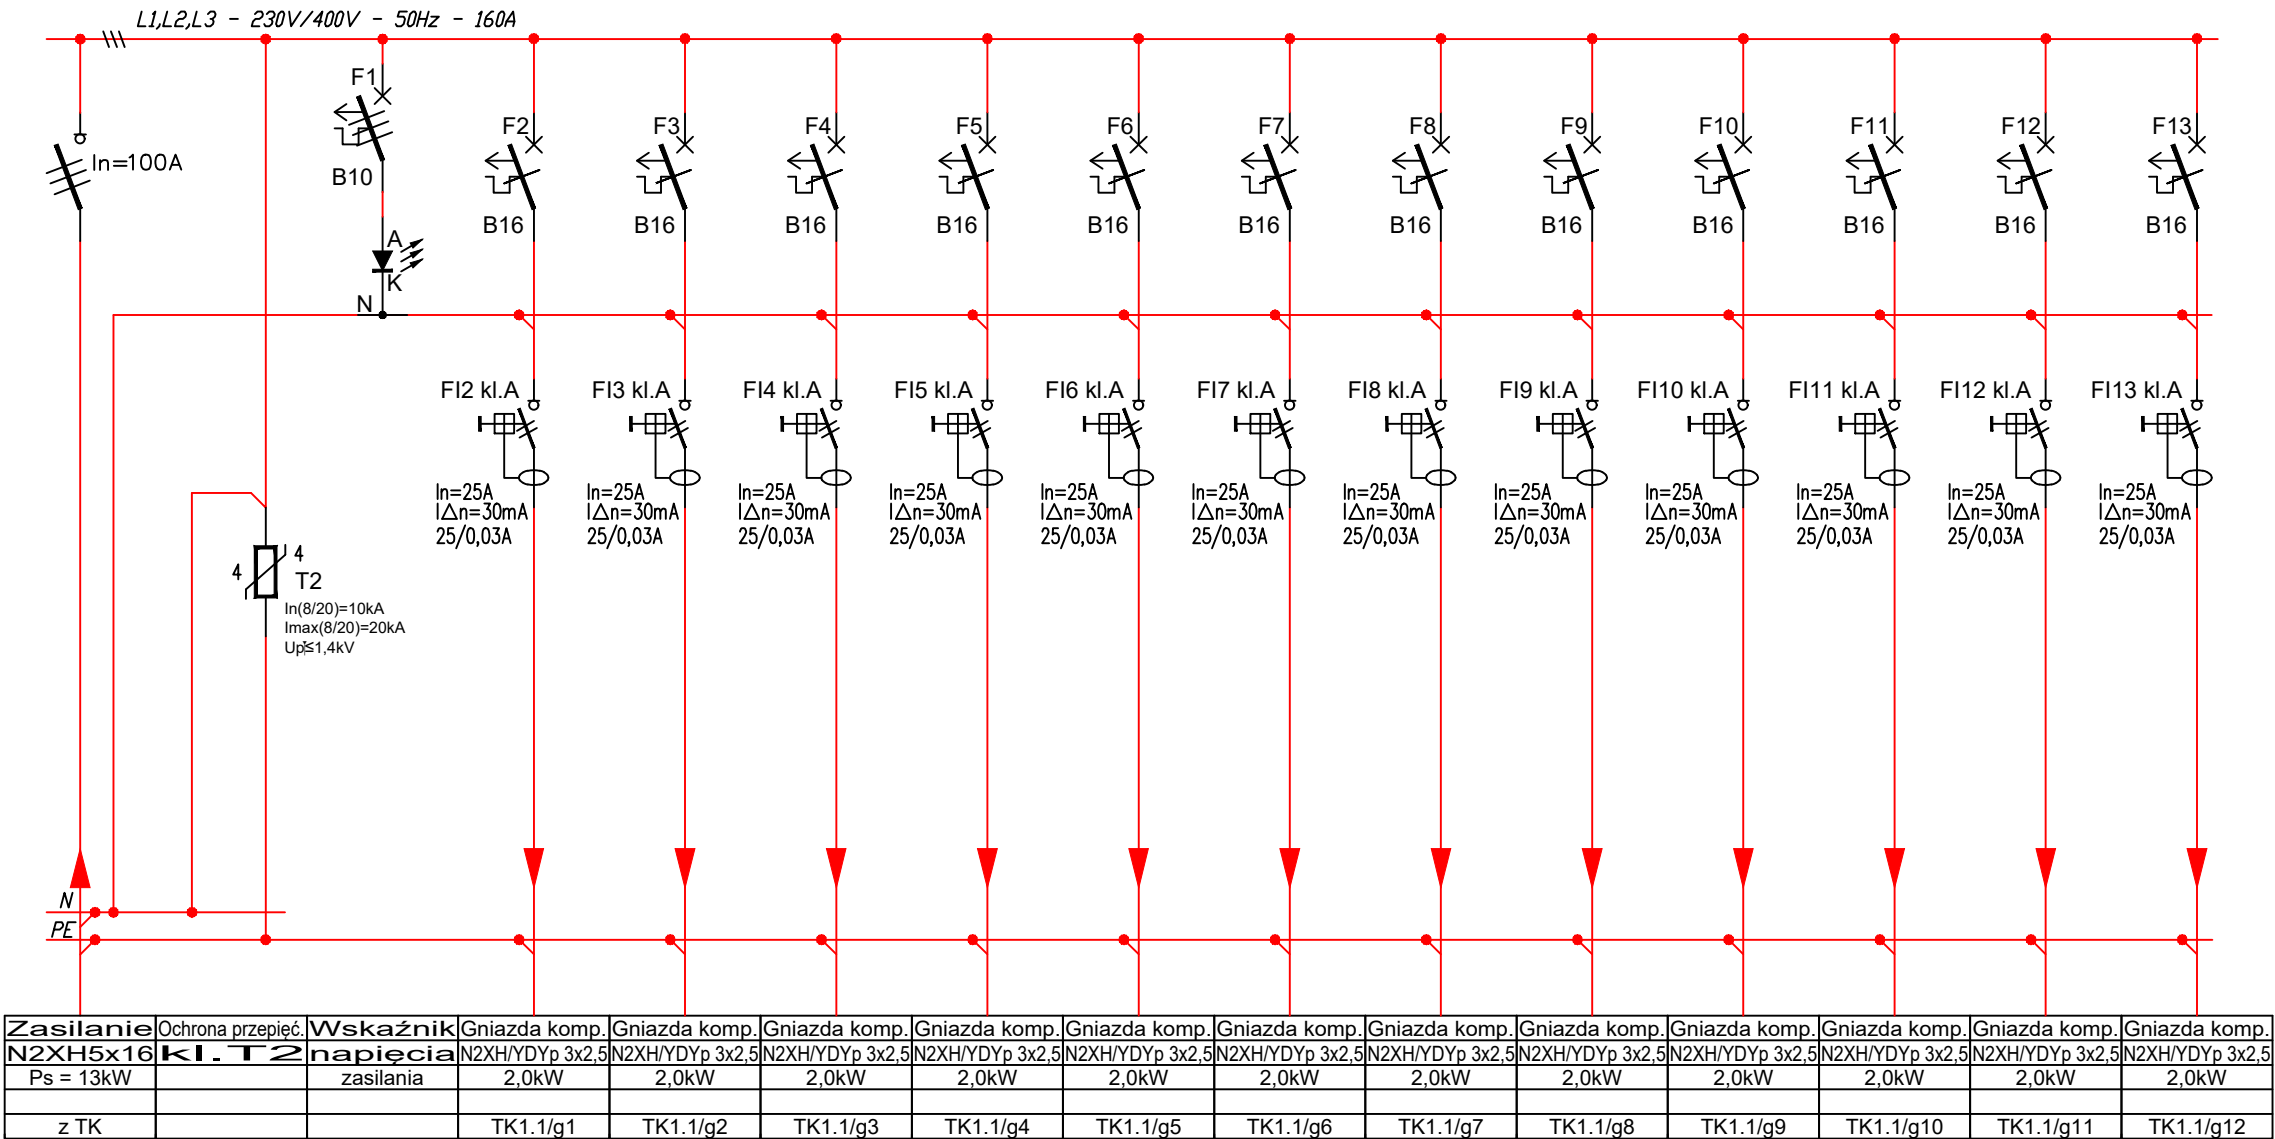 L1,L2,L3 - 230V/400V - 50Hz - 160A
F1
F2 F3 F4 F5 F6 F7 F8 F9 F10 F11 F12 F13
In=100A
B10
B16 B16 B16 B16 B16 B16 B16 B16 B16 B16 B16 B16
A
K
N
FI2 kl.A FI3 kl.A FI4 kl.A FI5 kl.A FI6 kl.A FI7 kl.A FI8 kl.A FI9 kl.A FI10 kl.A FI11 kl.A FI12 kl.A FI13 kl.A
In=25A In=25A In=25A In=25A In=25A In=25A In=25A In=25A In=25A In=25A In=25A In=25A
I△n=30mA I△n=30mA I△n=30mA I△n=30mA I△n=30mA I△n=30mA I△n=30mA I△n=30mA I△n=30mA I△n=30mA I△n=30mA I△n=30mA
25/0,03A 25/0,03A 25/0,03A 25/0,03A 25/0,03A 25/0,03A 25/0,03A 25/0,03A 25/0,03A 25/0,03A 25/0,03A 25/0,03A
4
4
T2
In(8/20)=10kA
Imax(8/20)=20kA
Up≤1,4kV
N
PE
Zasilanie Ochrona przepięć. Wskaźnik Gniazda komp. Gniazda komp. Gniazda komp. Gniazda komp. Gniazda komp. Gniazda komp. Gniazda komp. Gniazda komp. Gniazda komp. Gniazda komp. Gniazda komp. Gniazda komp.
N2XH5x16 kl. T2 napięcia N2XH/YDYp 3x2,5 N2XH/YDYp 3x2,5 N2XH/YDYp 3x2,5 N2XH/YDYp 3x2,5 N2XH/YDYp 3x2,5 N2XH/YDYp 3x2,5 N2XH/YDYp 3x2,5 N2XH/YDYp 3x2,5 N2XH/YDYp 3x2,5 N2XH/YDYp 3x2,5 N2XH/YDYp 3x2,5 N2XH/YDYp 3x2,5
Ps = 13kW zasilania 2,0kW 2,0kW 2,0kW 2,0kW 2,0kW 2,0kW 2,0kW 2,0kW 2,0kW 2,0kW 2,0kW 2,0kW
z TK TK1.1/g1 TK1.1/g2 TK1.1/g3 TK1.1/g4 TK1.1/g5 TK1.1/g6 TK1.1/g7 TK1.1/g8 TK1.1/g9 TK1.1/g10 TK1.1/g11 TK1.1/g12